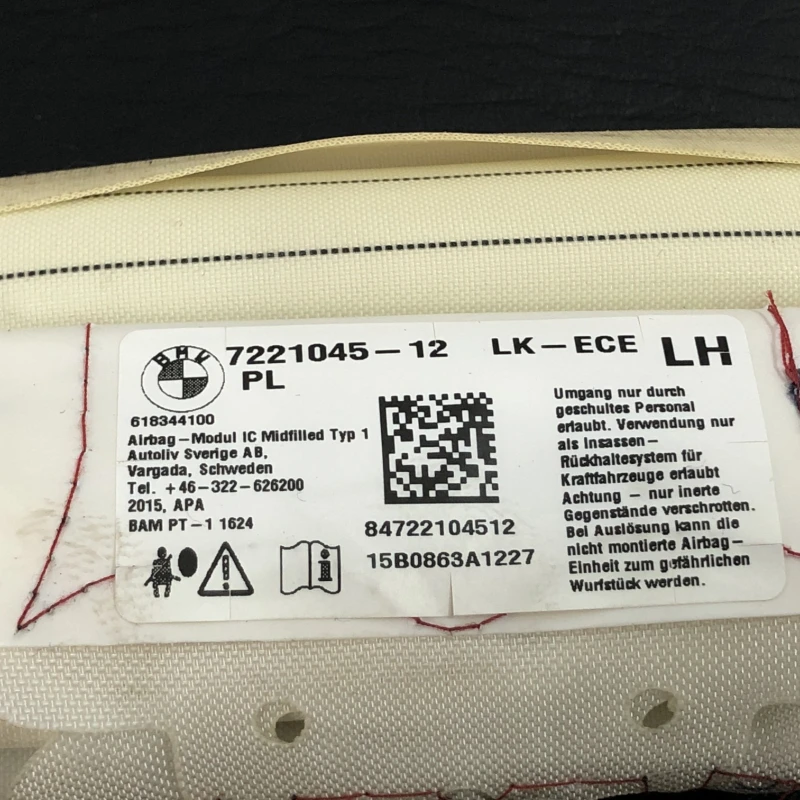 BMW
7221045-12 LK-ECE LH
PL
618344100
Airbag-Modul IC Midfilled Typ 1
Autoliv Sverige AB,
Vargada, Schweden
Tel. +46-322-626200
2015, APA
BAM PT-1 1624
84722104512
15B0863A1227
i
Umgang nur durch
geschultes Personal
erlaubt. Verwendung nur
als Insassen-
Rückhaltesystem für
Kraftfahrzeuge erlaubt
Achtung - nur inerte
Gegenstände verschrotten.
Bei Auslösung kann die
nicht montierte Airbag-
Einheit zum gefährlichen
Wurfstück werden.